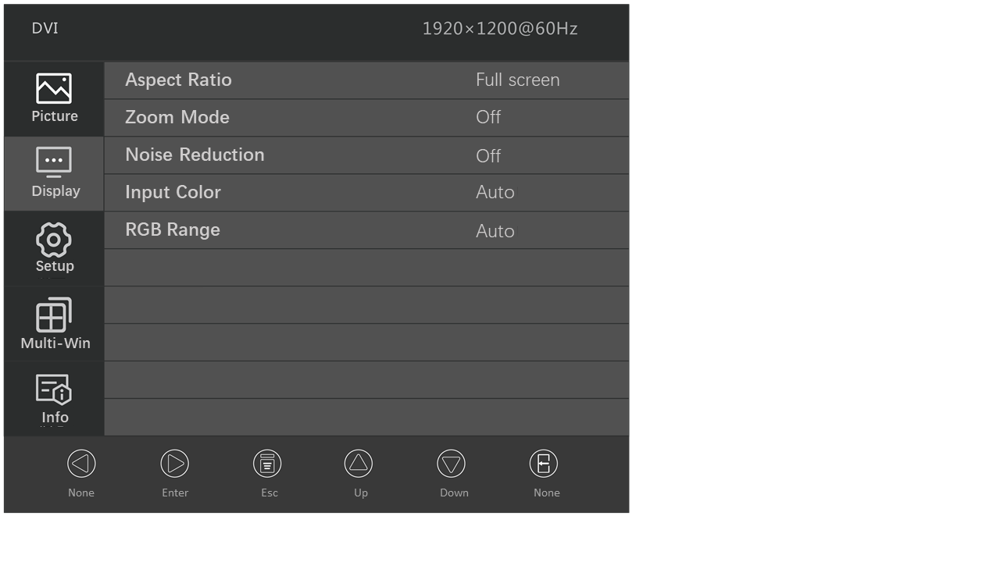 DVI
1920×1200@60Hz
Picture
Display
Setup
Multi-Win
Info
Aspect Ratio Full screen
Zoom Mode Off
Noise Reduction Off
Input Color Auto
RGB Range Auto
None Enter Esc Up Down None